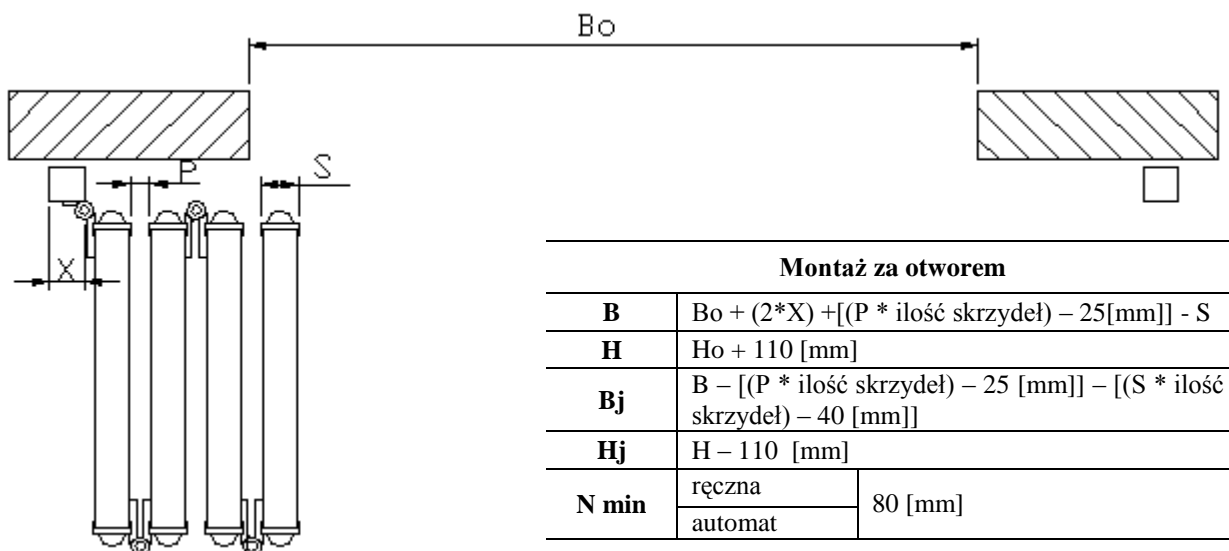 Bo
P
S
X
Montaż za otworem
B Bo + (2*X) +[(P * ilość skrzydeł) – 25[mm]] - S
H Ho + 110 [mm]
Bj B – [(P * ilość skrzydeł) – 25 [mm]] – [(S * ilość
skrzydeł) – 40 [mm]]
Hj H – 110 [mm]
N min ręczna 80 [mm]
automat